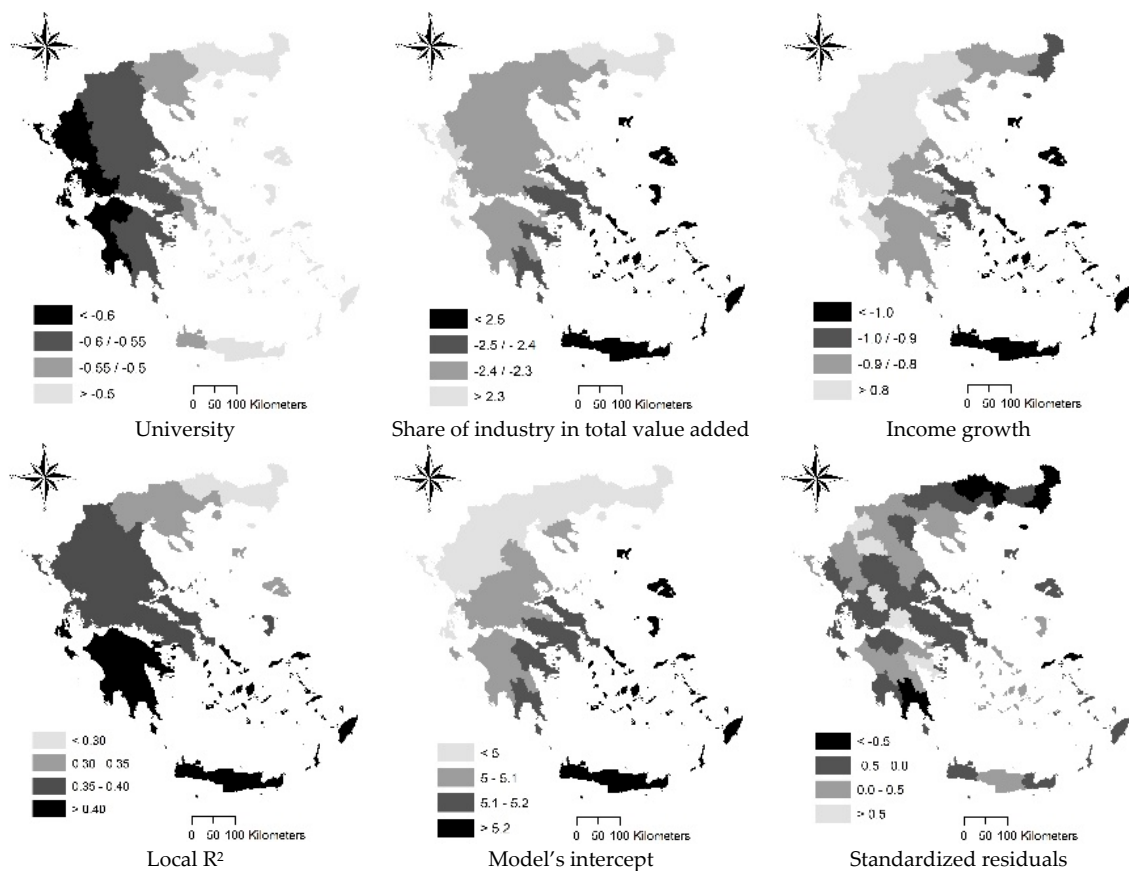 < -0.6
-0.6 / -0.55
-0.55 / -0.5
> -0.5
0 50 100 Kilometers
University
< 2.5
-2.5 / -2.4
-2.4 / -2.3
> 2.3
0 50 100 Kilometers
Share of industry in total value added
< -1.0
-1.0 / -0.9
-0.9 / -0.8
> 0.8
0 50 100 Kilometers
Income growth
< 0.30
0.30 0.35
0.35 - 0.40
> 0.40
0 50 100 Kilometers
Local R²
< 5
5 - 5.1
5.1 - 5.2
> 5.2
0 50 100 Kilometers
Model's intercept
< -0.5
0.5 0.0
0.0 - 0.5
> 0.5
0 50 100 Kilometers
Standardized residuals